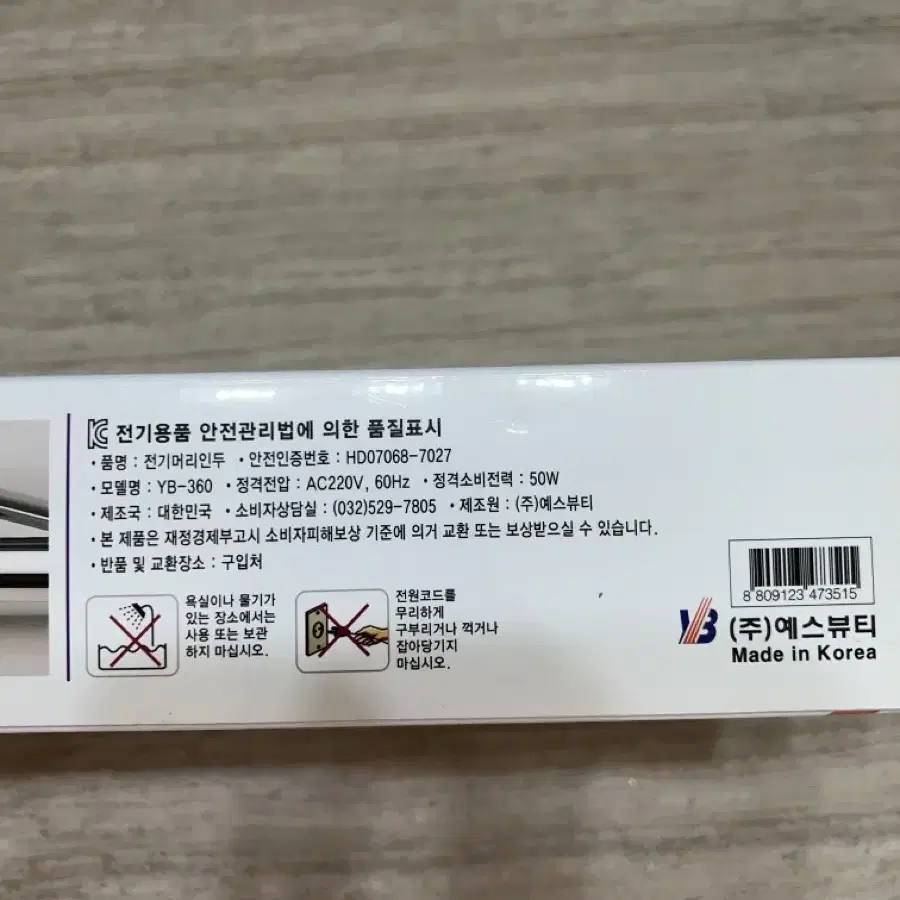 전기용품 안전관리법에 의한 품질표시
• 품명 : 전기머리인두 • 안전인증번호 : HD07068-7027
• 모델명 : YB-360 • 정격전압 : AC220V, 60Hz • 정격소비전력 : 50W
• 제조국 : 대한민국 • 소비자상담실 : (032)529-7805 • 제조원 : (주)예스뷰티
• 본 제품은 재정경제부고시 소비자피해보상 기준에 의거 교환 또는 보상받으실 수 있습니다.
• 반품 및 교환장소 : 구입처
욕실이나 물기가
있는 장소에서는
사용 또는 보관
하지 마십시오.
전원코드를
무리하게
구부리거나 꺽거나
잡아당기지
마십시오.
8 809123 473515
YB (주)예스뷰티
Made in Korea